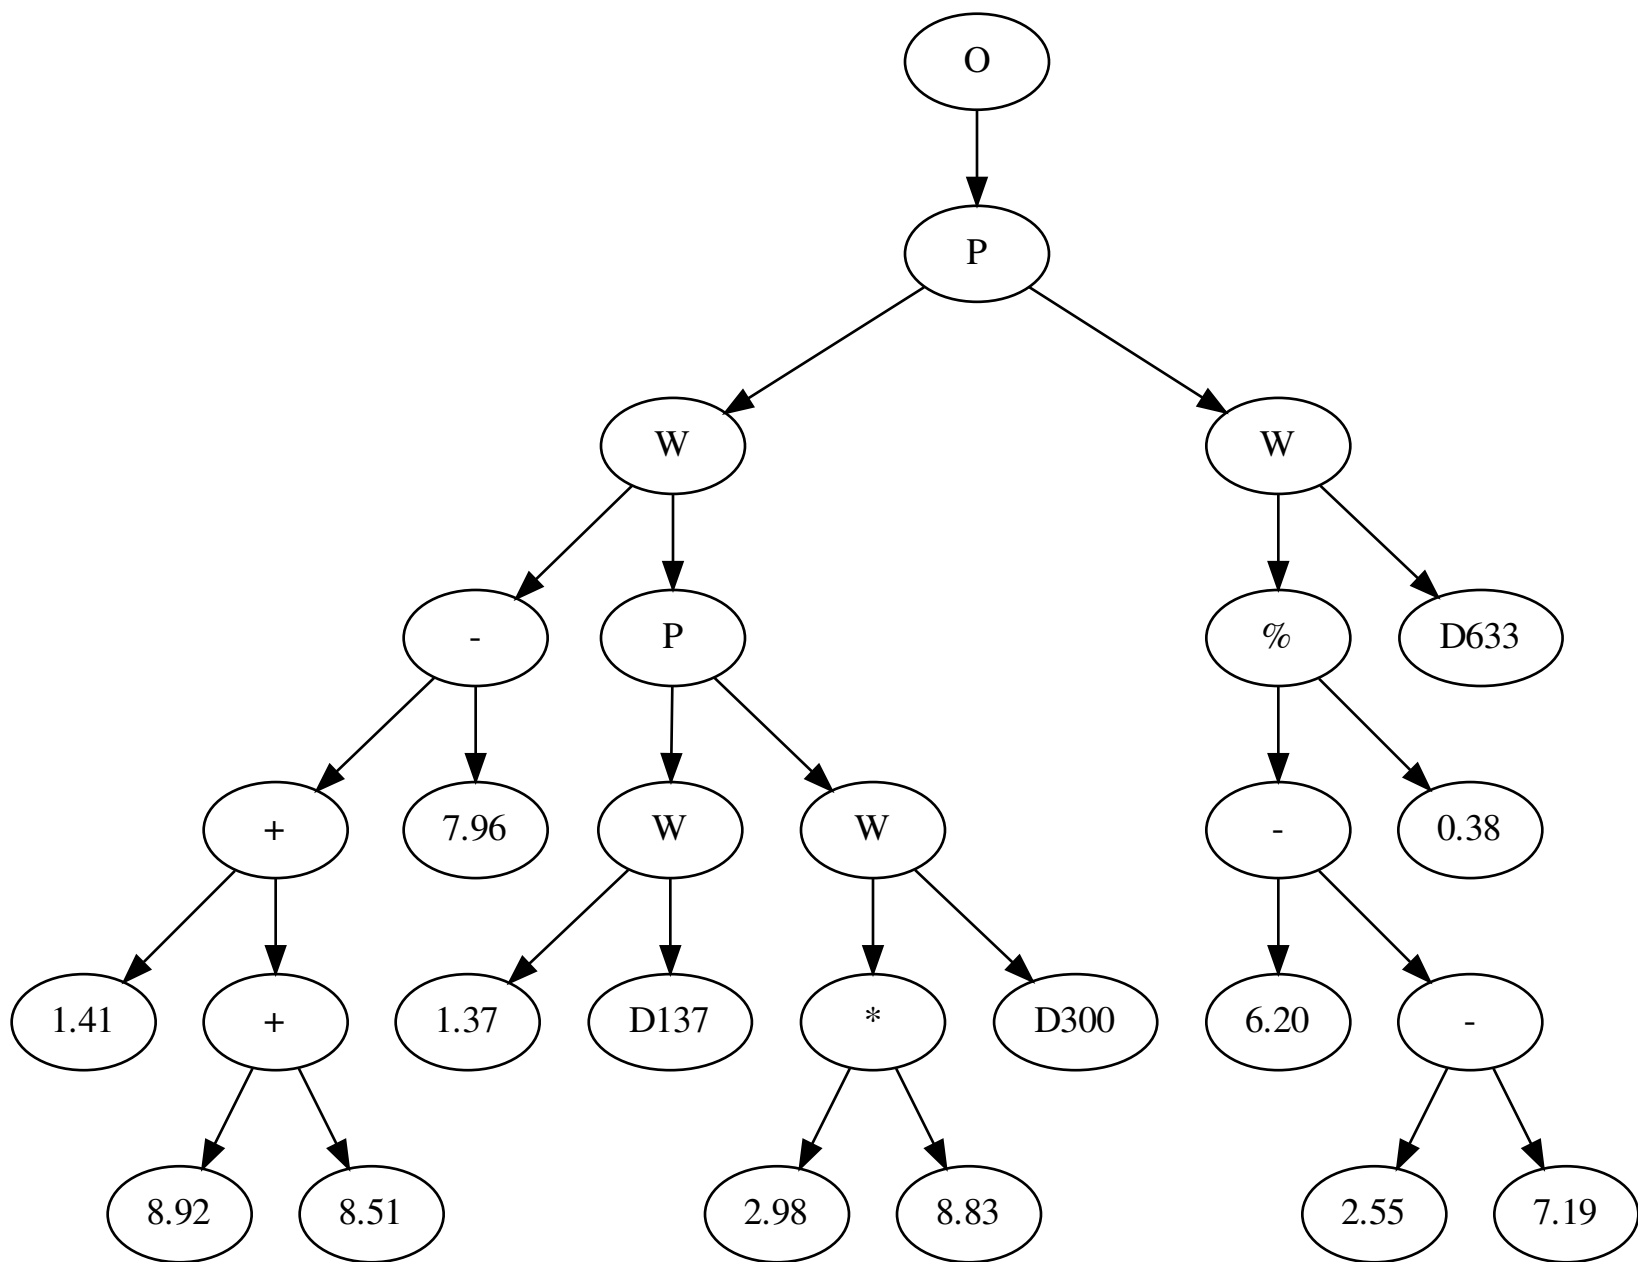 O
P
W W
- P % D633
+ 7.96 W W - 0.38
1.41 + 1.37 D137 * D300 6.20 -
8.92 8.51 2.98 8.83 2.55 7.19